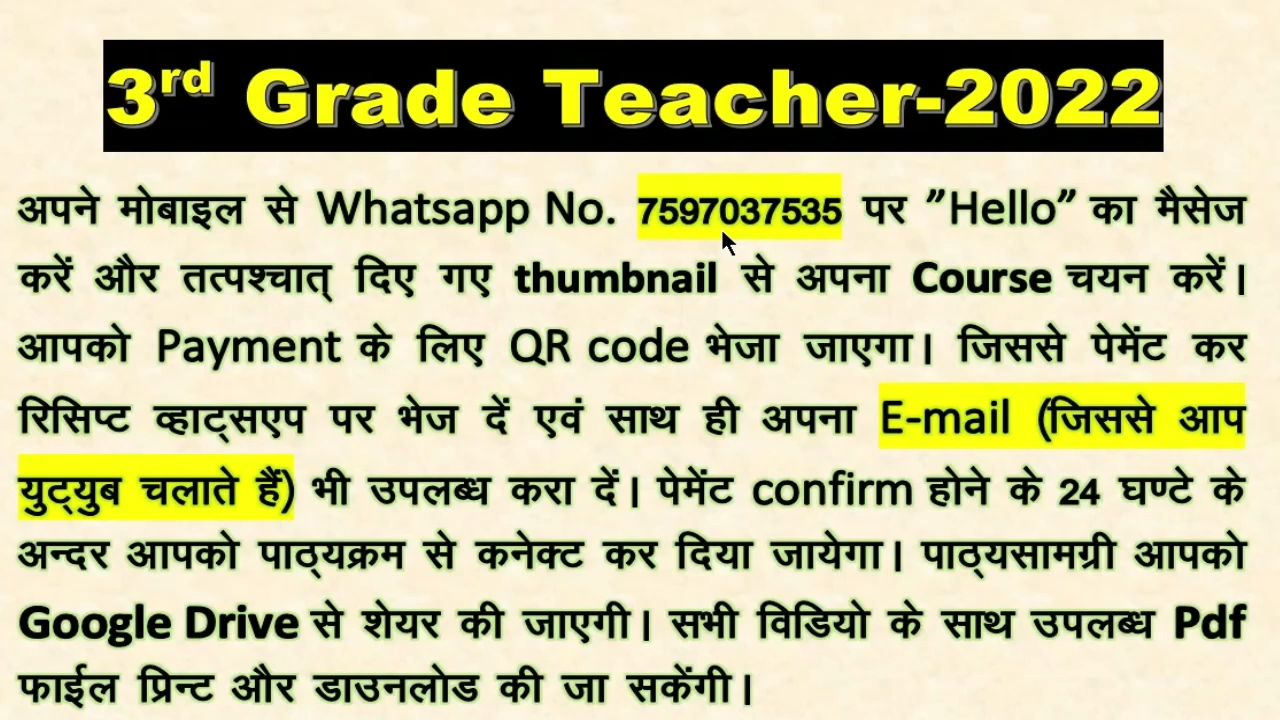 3rd Grade Teacher-2022
अपने मोबाइल से Whatsapp No. 7597037535 पर ”Hello” का मैसेज
करें और तत्पश्चात् दिए गए thumbnail से अपना Course चयन करें।
आपको Payment के लिए QR code भेजा जाएगा। जिससे पेमेंट कर
रिसिप्ट व्हाट्सएप पर भेज दें एवं साथ ही अपना E-mail (जिससे आप
युट्युब चलाते हैं) भी उपलब्ध करा दें। पेमेंट confirm होने के 24 घण्टे के
अन्दर आपको पाठ्यक्रम से कनेक्ट कर दिया जायेगा। पाठ्यसामग्री आपको
Google Drive से शेयर की जाएगी। सभी विडियो के साथ उपलब्ध Pdf
फाईल प्रिन्ट और डाउनलोड की जा सकेंगी।